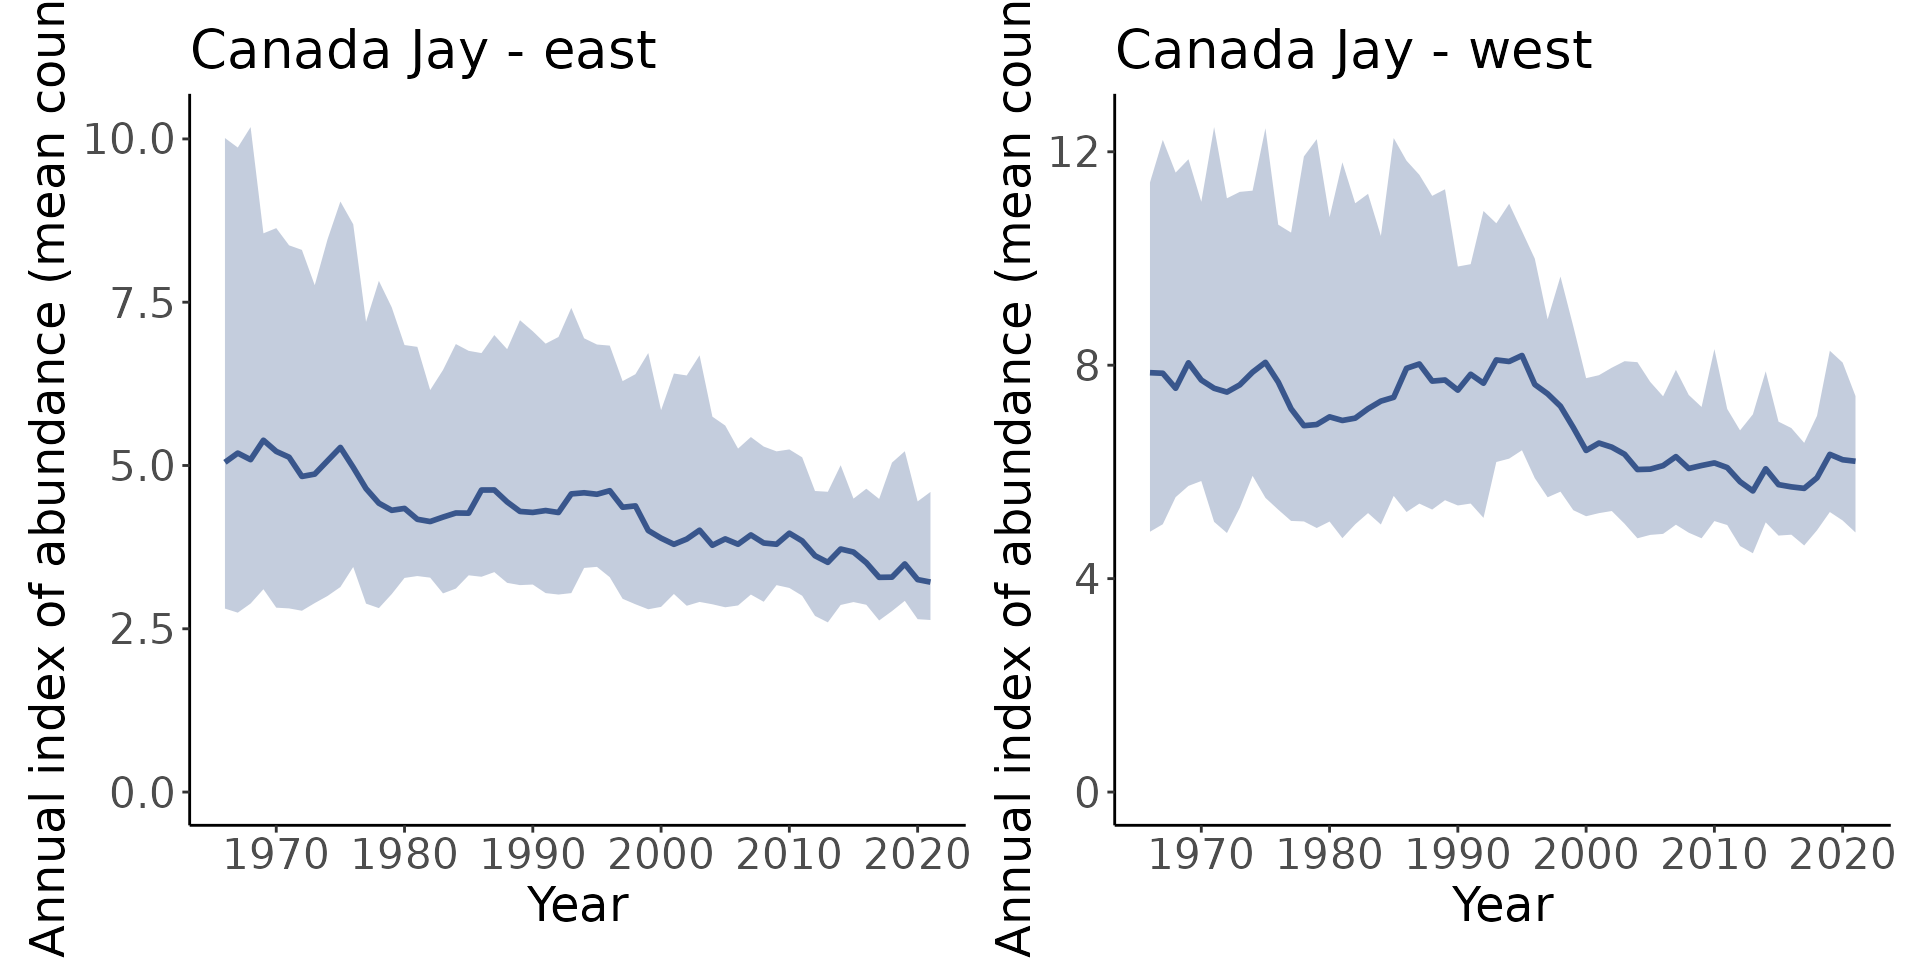 Canada Jay - east
Annual index of abundance (mean coun
10.0
7.5
5.0
2.5
0.0
1970 1980 1990 2000 2010 2020
Year
Canada Jay - west
Annual index of abundance (mean coun
12
8
4
0
1970 1980 1990 2000 2010 2020
Year